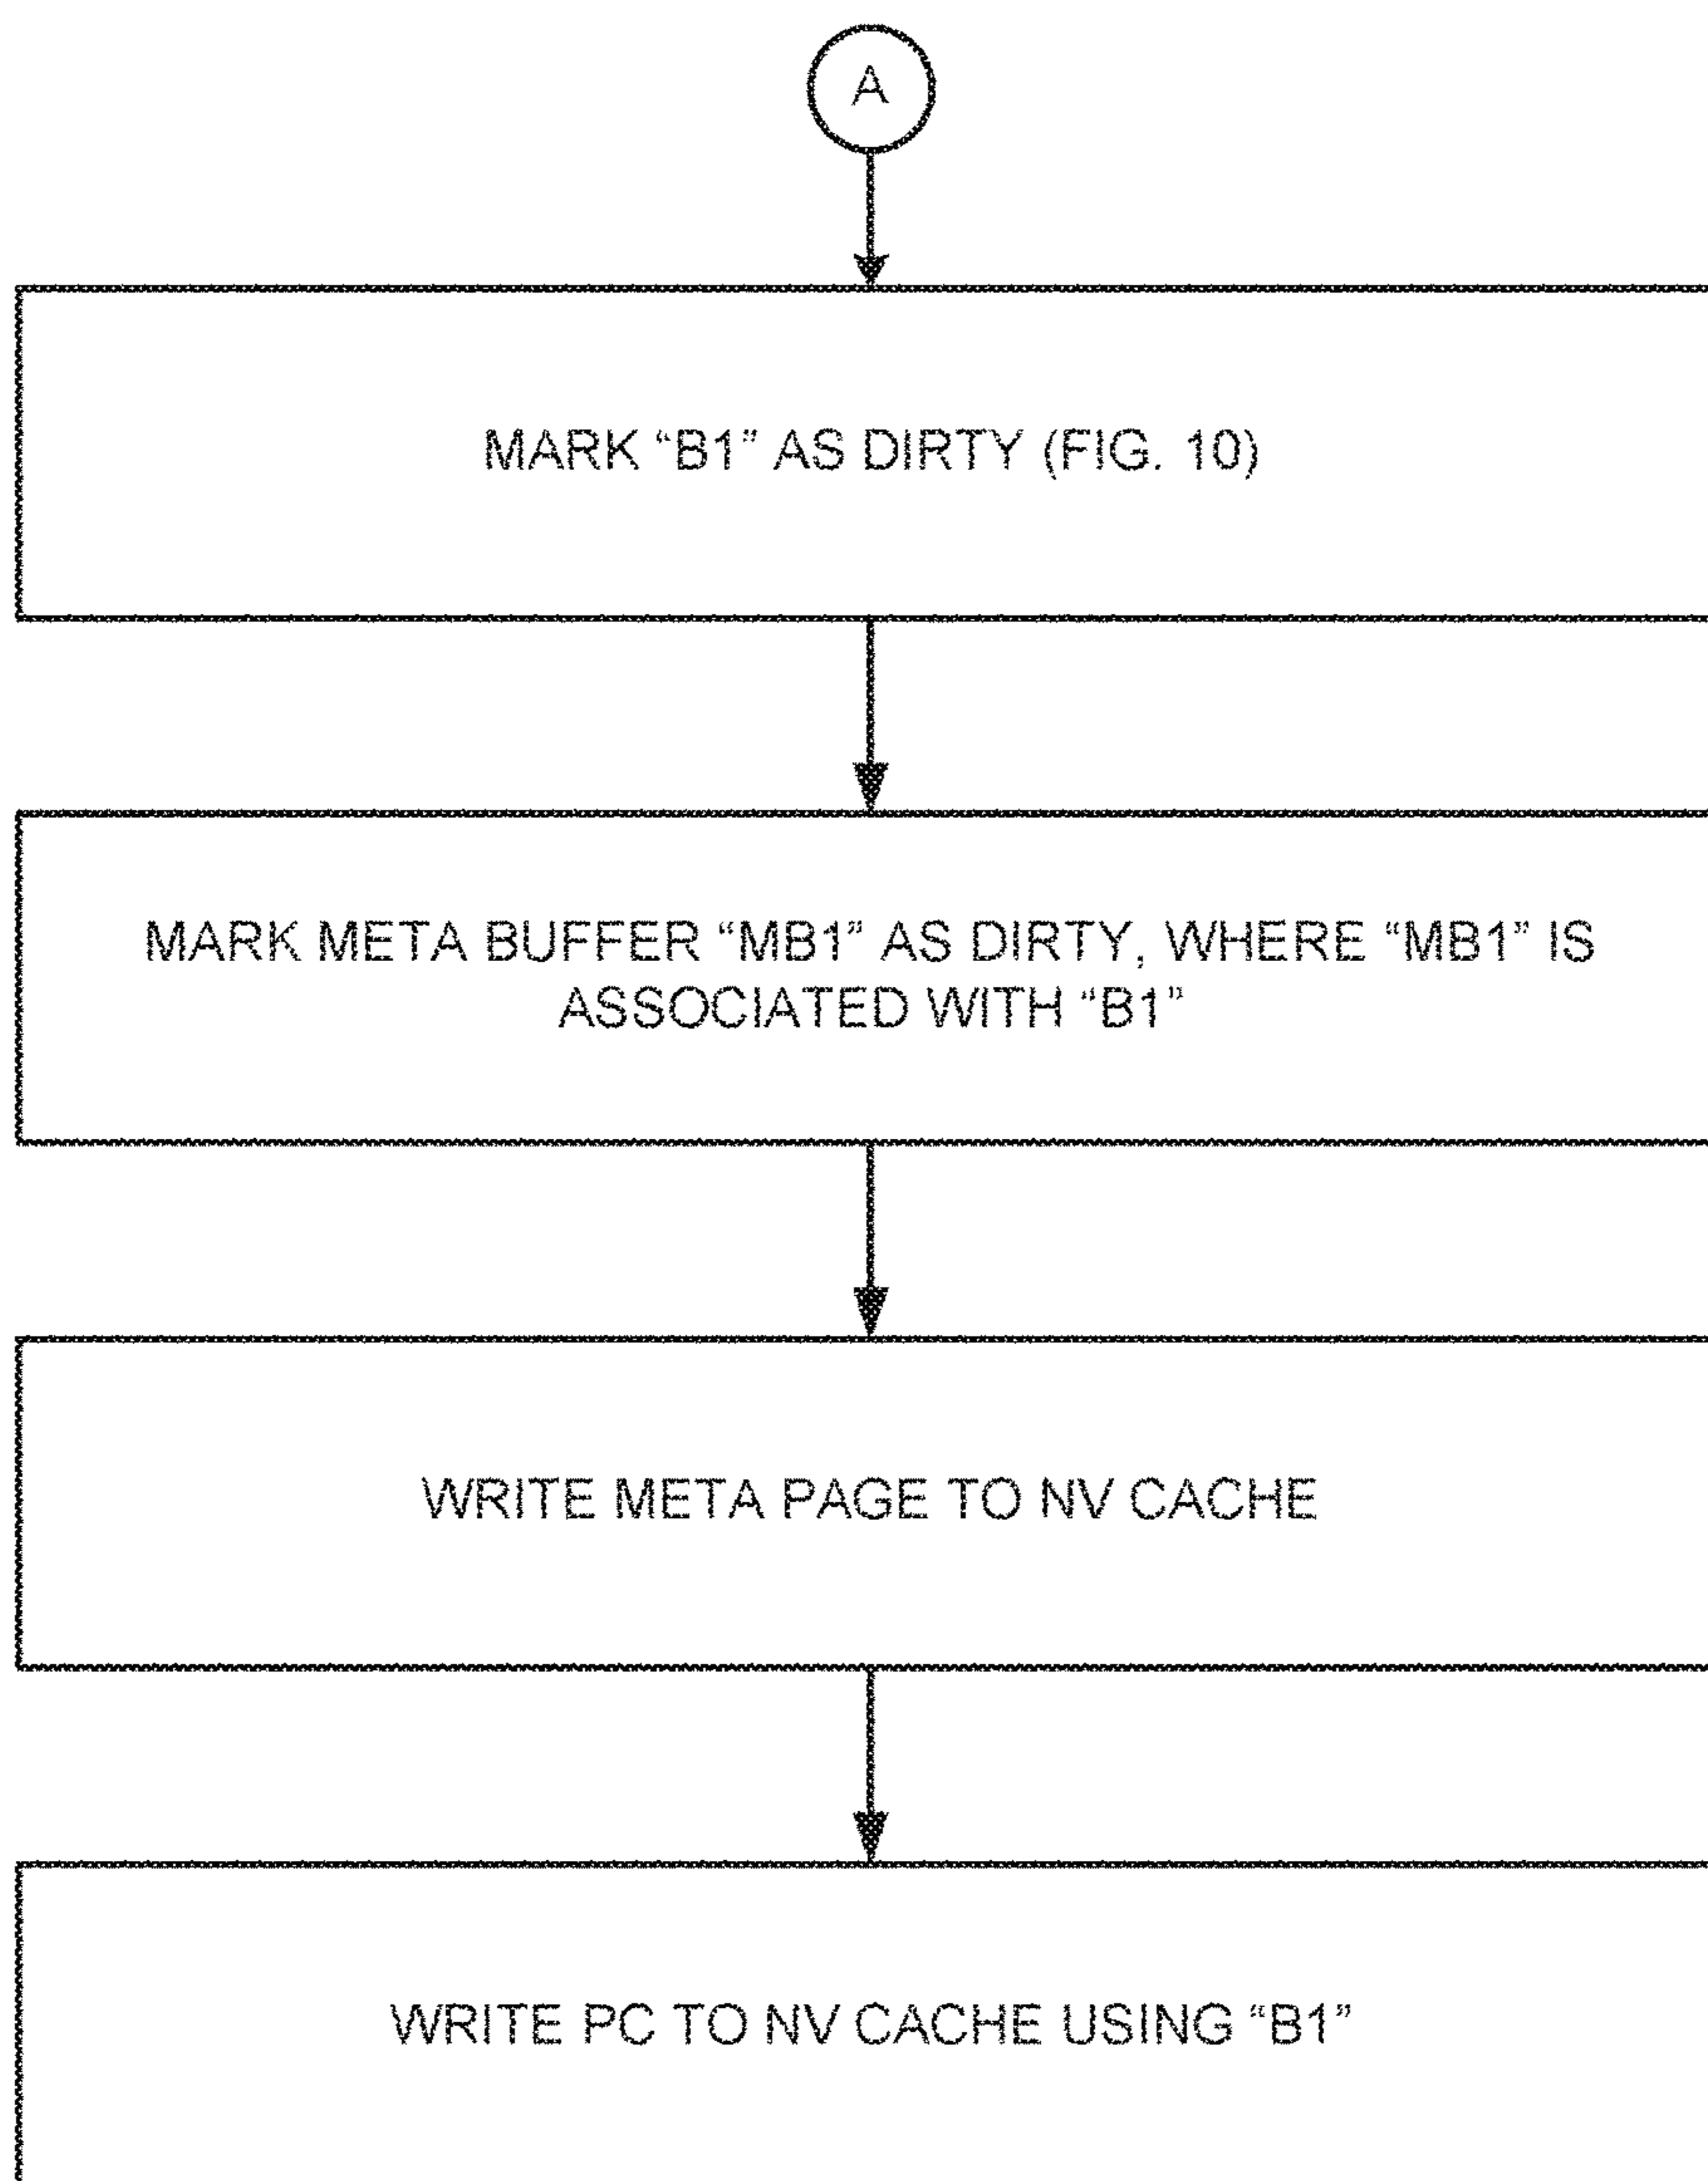 A
MARK “B1” AS DIRTY (FIG. 10)
MARK META BUFFER “MB1” AS DIRTY, WHERE “MB1” IS
ASSOCIATED WITH “B1”
WRITE META PAGE TO NV CACHE
WRITE PC TO NV CACHE USING “B1”